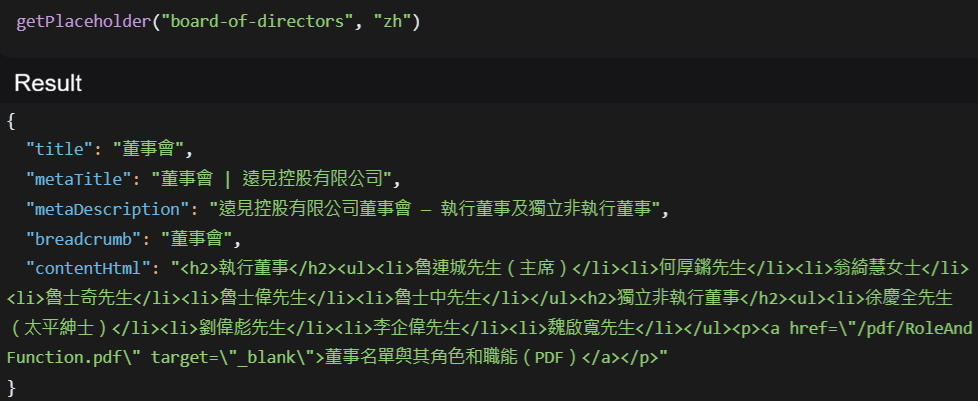 getPlaceholder("board-of-directors", "zh")
Result
{
"title": "董事會",
"metaTitle": "董事會 | 遠見控股有限公司",
"metaDescription": "遠見控股有限公司董事會 — 執行董事及獨立非執行董事",
"breadcrumb": "董事會",
"contentHtml": "<h2>執行董事</h2><ul><li>魯連城先生（主席）</li><li>何厚鏘先生</li><li>翁綺慧女士</li>
<li>魯士奇先生</li><li>魯士偉先生</li><li>魯士中先生</li></ul><h2>獨立非執行董事</h2><ul><li>徐慶全先生
（太平紳士）</li><li>劉偉彪先生</li><li>李企偉先生</li><li>魏啟寬先生</li></ul><p><a href=\"/pdf/RoleAnd
Function.pdf\" target=\"_blank\">董事名單與其角色和職能（PDF）</a></p>"
}